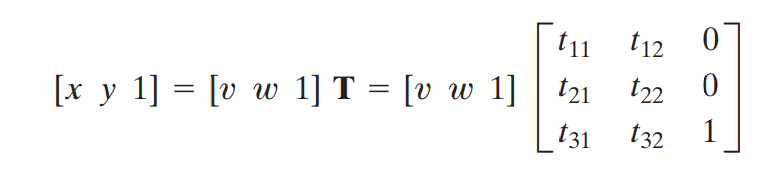 [x y 1] = [v w 1] T = [v w 1] [t₁₁ t₁₂ 0
t₂₁ t₂₂ 0
t₃₁ t₃₂ 1]